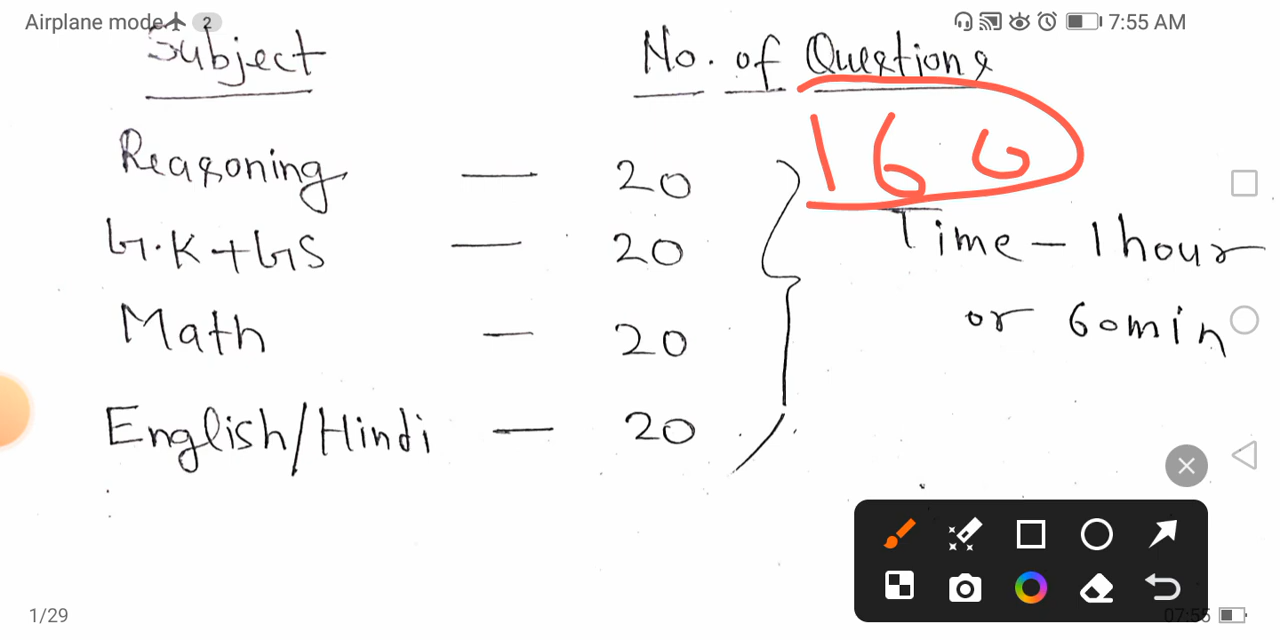 Airplane mode 2 7:55 AM
Subject No. of Questions
160
Reasoning — 20
G.K+GS — 20
Time – 1 hour
or 60min
Math – 20
English/Hindi – 20
1/29 07:55